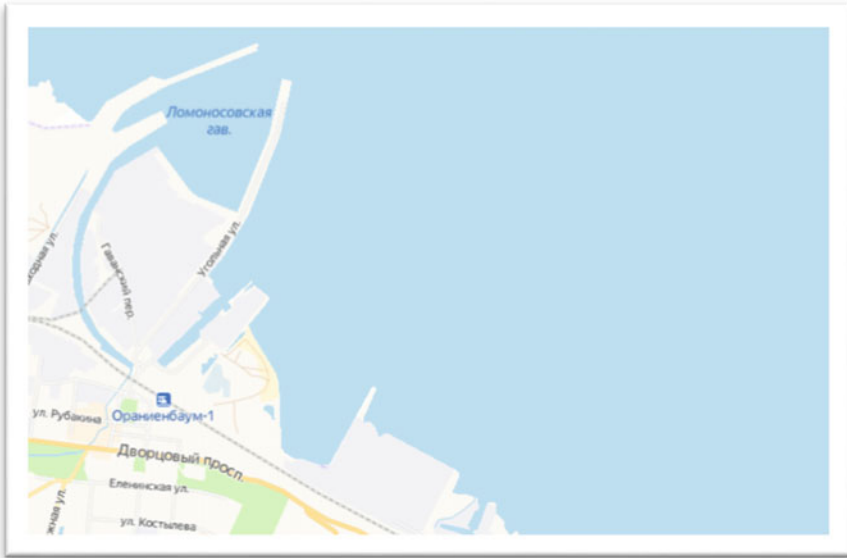 Ломоносовская
гав.
Угольная ул.
Гаванский пер.
ул. Рубакина
Ораниенбаум-1
Дворцовый просп.
Еленинская ул.
ул. Костылева